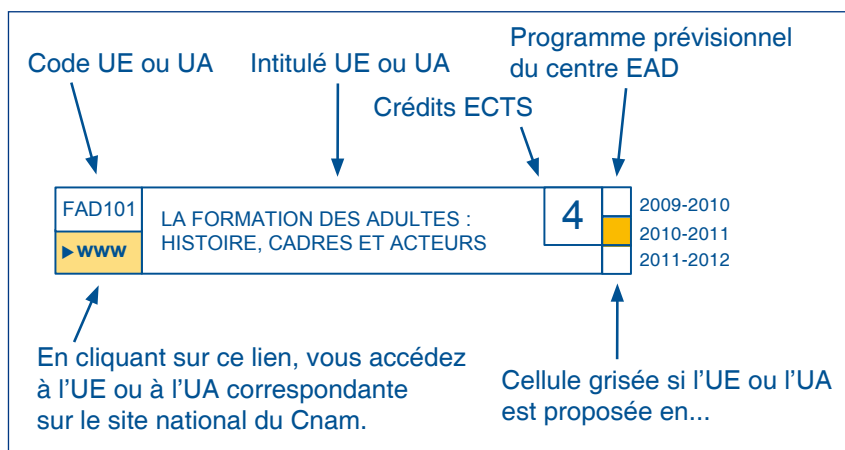 Programme prévisionnel
du centre EAD
Code UE ou UA
Intitulé UE ou UA
Crédits ECTS
FAD101
▶www
LA FORMATION DES ADULTES :
HISTOIRE, CADRES ET ACTEURS
4
2009-2010
2010-2011
2011-2012
En cliquant sur ce lien, vous accédez
à l'UE ou à l'UA correspondante
sur le site national du Cnam.
Cellule grisée si l'UE ou l'UA
est proposée en...